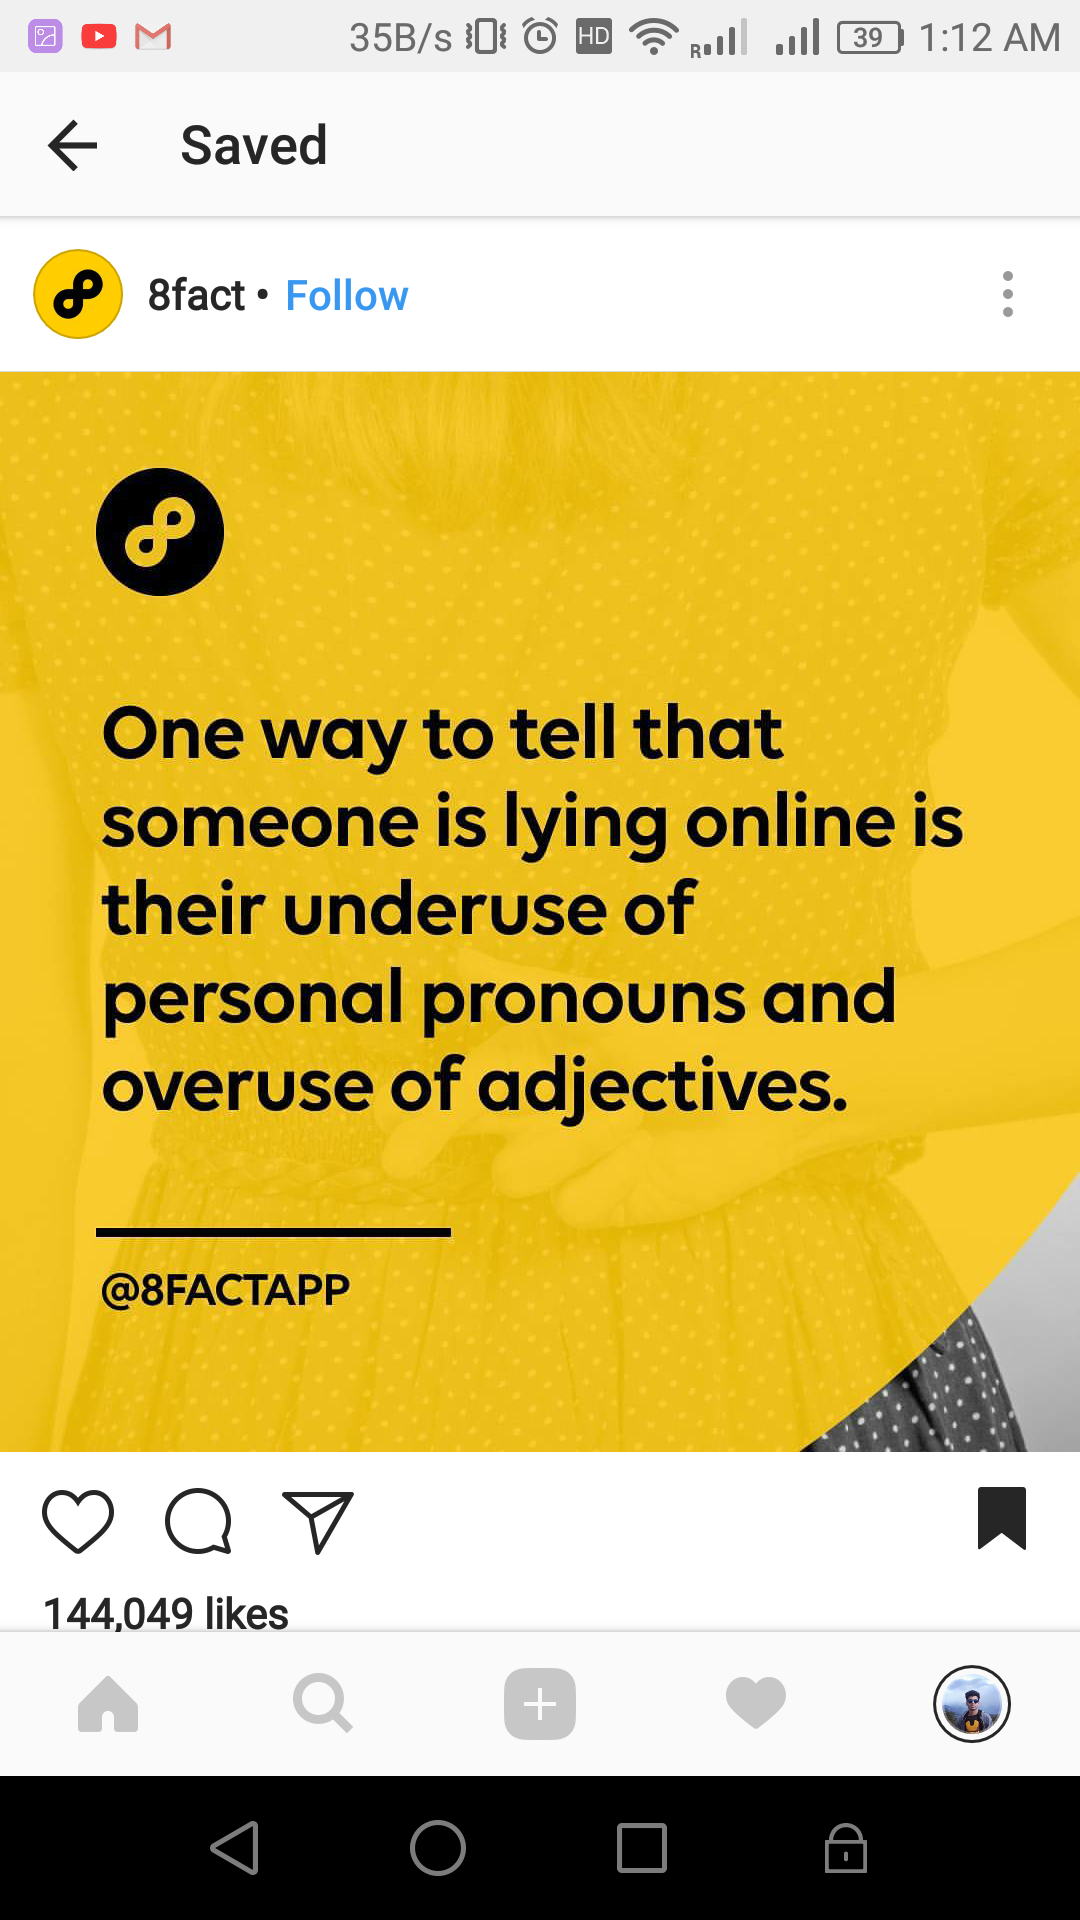 35B/s HD R 39 1:12 AM
Saved
8fact • Follow
One way to tell that
someone is lying online is
their underuse of
personal pronouns and
overuse of adjectives.
@8FACTAPP
144,049 likes